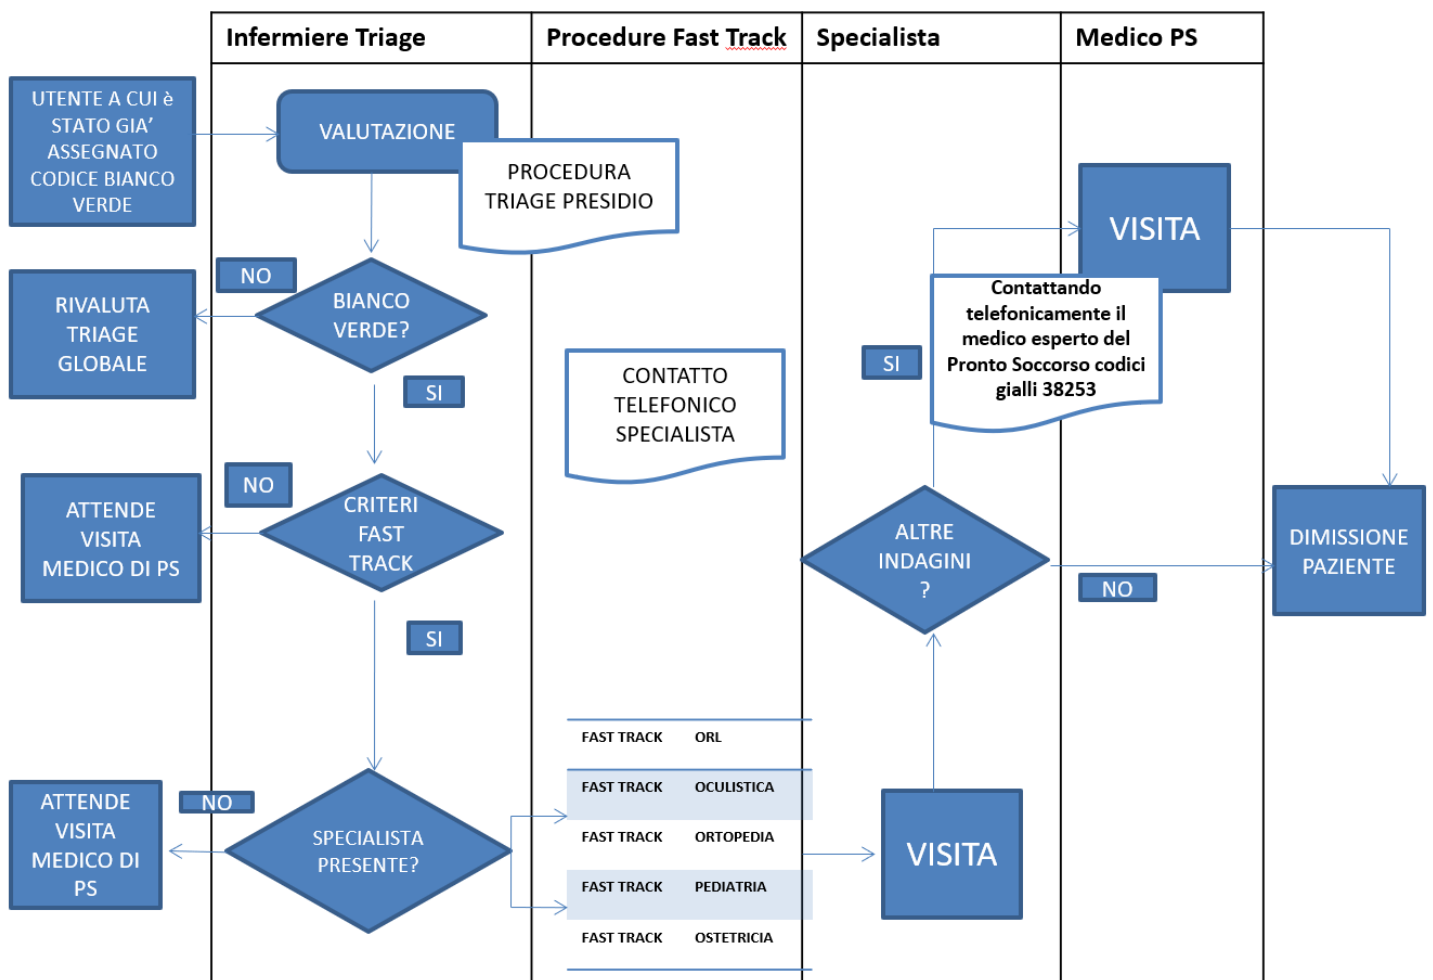 Infermiere Triage
Procedure Fast Track
Specialista
Medico PS
UTENTE A CUI è
STATO GIA’
ASSEGNATO
CODICE BIANCO
VERDE
VALUTAZIONE
PROCEDURA
TRIAGE PRESIDIO
VISITA
NO
BIANCO
VERDE?
RIVALUTA
TRIAGE
GLOBALE
SI
CONTATTO
TELEFONICO
SPECIALISTA
SI
Contattando
telefonicamente il
medico esperto del
Pronto Soccorso codici
gialli 38253
NO
CRITERI
FAST
TRACK
ATTENDE
VISITA
MEDICO DI PS
SI
ALTRE
INDAGINI
?
NO
DIMISSIONE
PAZIENTE
FAST TRACK ORL
FAST TRACK OCULISTICA
FAST TRACK ORTOPEDIA
FAST TRACK PEDIATRIA
FAST TRACK OSTETRICIA
NO
ATTENDE
VISITA
MEDICO DI
PS
SPECIALISTA
PRESENTE?
VISITA